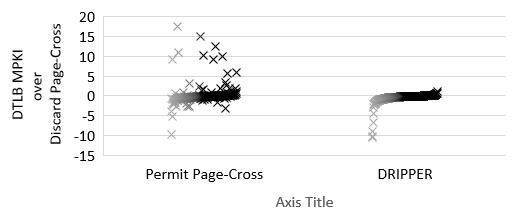 DTLB MPKI
over
Discard Page-Cross
20
15
10
5
0
-5
-10
-15
Permit Page-Cross
DRIPPER
Axis Title